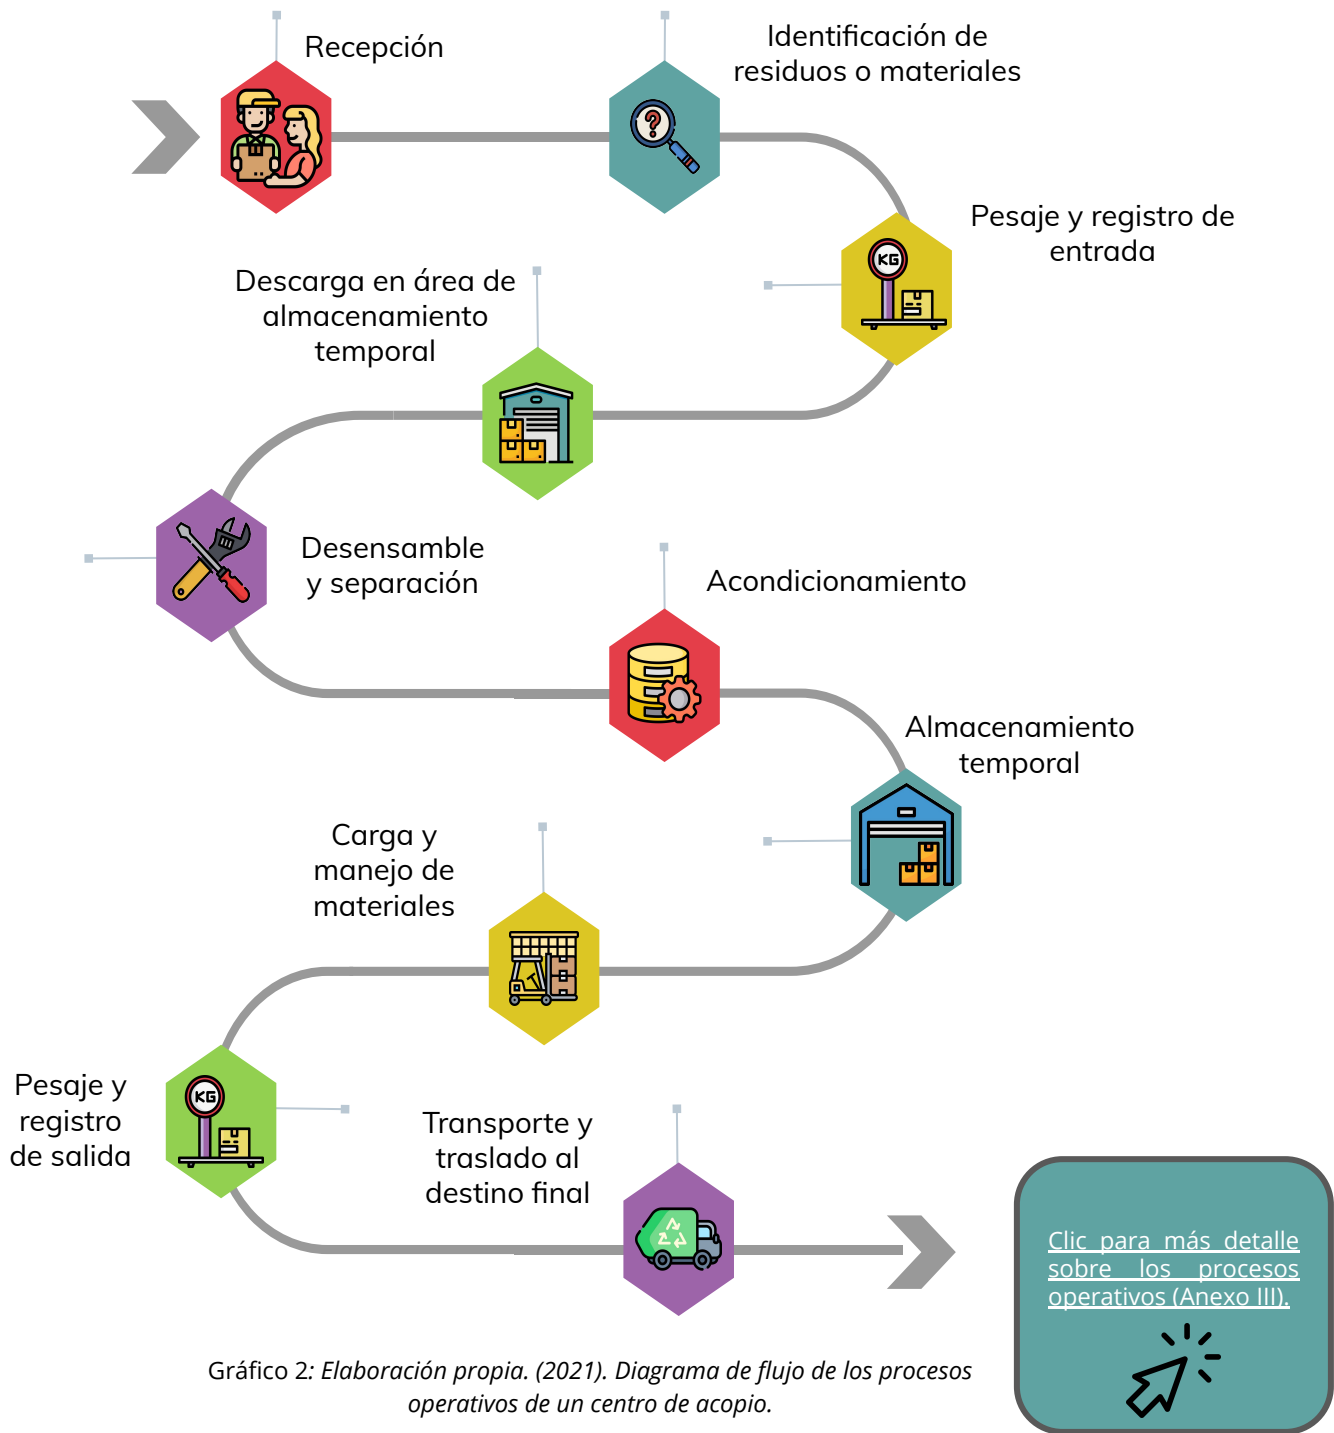 Recepción
Identificación de
residuos o materiales
Pesaje y registro de
entrada
KG
Descarga en área de
almacenamiento
temporal
Desensamble
y separación
Acondicionamiento
Almacenamiento
temporal
Carga y
manejo de
materiales
Pesaje y
registro
de salida
KG
Transporte y
traslado al
destino final
Clic para más detalle
sobre los procesos
operativos (Anexo III).
Gráfico 2: Elaboración propia. (2021). Diagrama de flujo de los procesos
operativos de un centro de acopio.